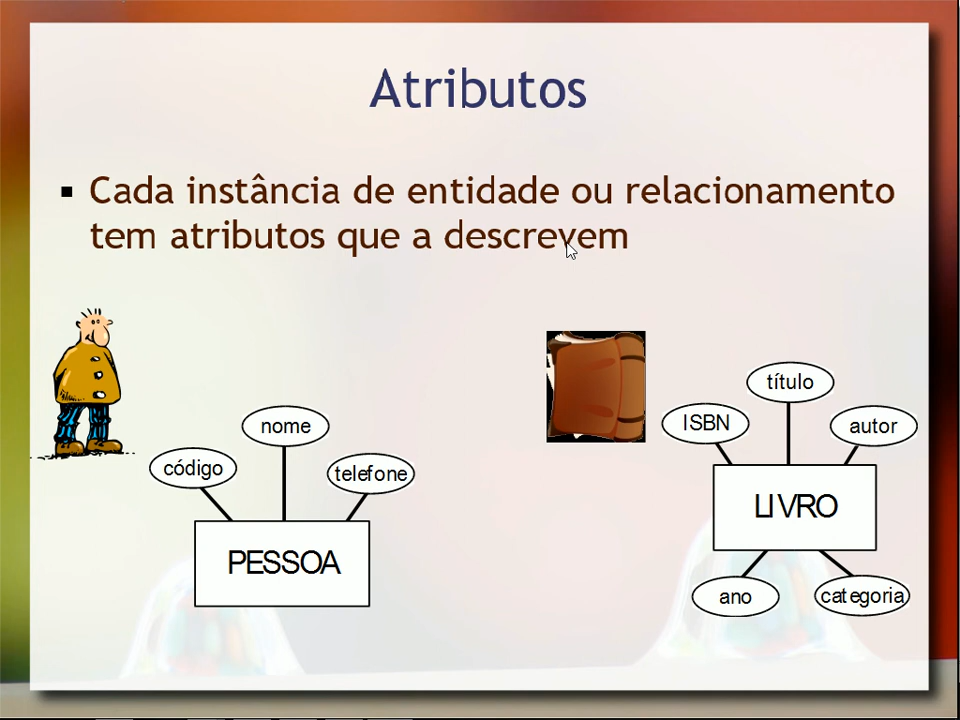 Atributos
Cada instância de entidade ou relacionamento
tem atributos que a descrevem
título
ISBN
autor
nome
código
telefone
LIVRO
PESSOA
ano
categoria